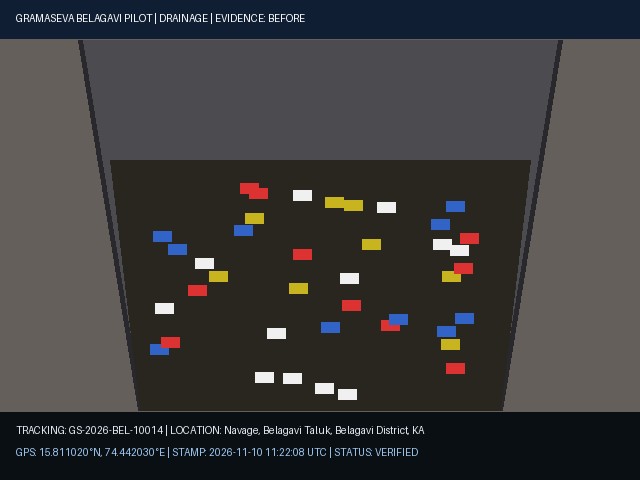 GRAMASEVA BELAGAVI PILOT | DRAINAGE | EVIDENCE: BEFORE
TRACKING: GS-2026-BEL-10014 | LOCATION: Navage, Belagavi Taluk, Belagavi District, KA
GPS: 15.811020°N, 74.442030°E | STAMP: 2026-11-10 11:22:08 UTC | STATUS: VERIFIED